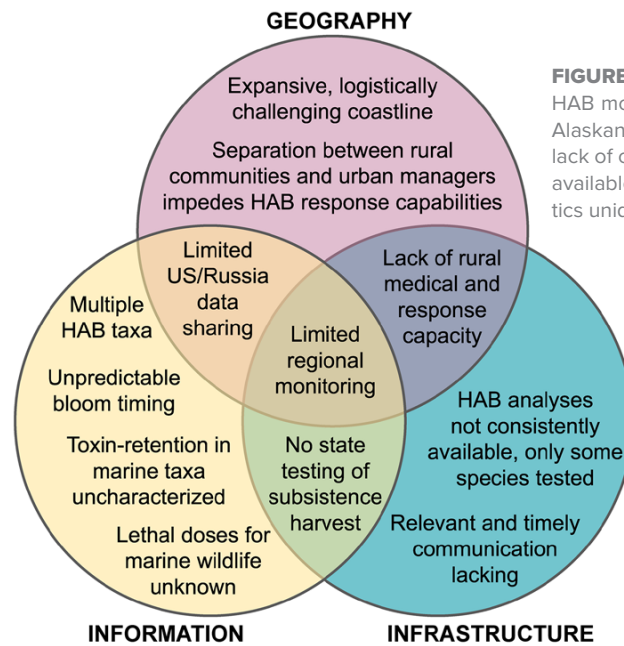 GEOGRAPHY
Expansive, logistically
challenging coastline
Separation between rural
communities and urban managers
impedes HAB response capabilities
FIGURE
HAB mo
Alaskan
lack of c
available
tics uniq
Limited
US/Russia
data
sharing
Lack of rural
medical and
response
capacity
Limited
regional
monitoring
Multiple
HAB taxa
Unpredictable
bloom timing
Toxin-retention in
marine taxa
uncharacterized
Lethal doses for
marine wildlife
unknown
No state
testing of
subsistence
harvest
HAB analyses
not consistently
available, only some
species tested
Relevant and timely
communication
lacking
INFORMATION
INFRASTRUCTURE